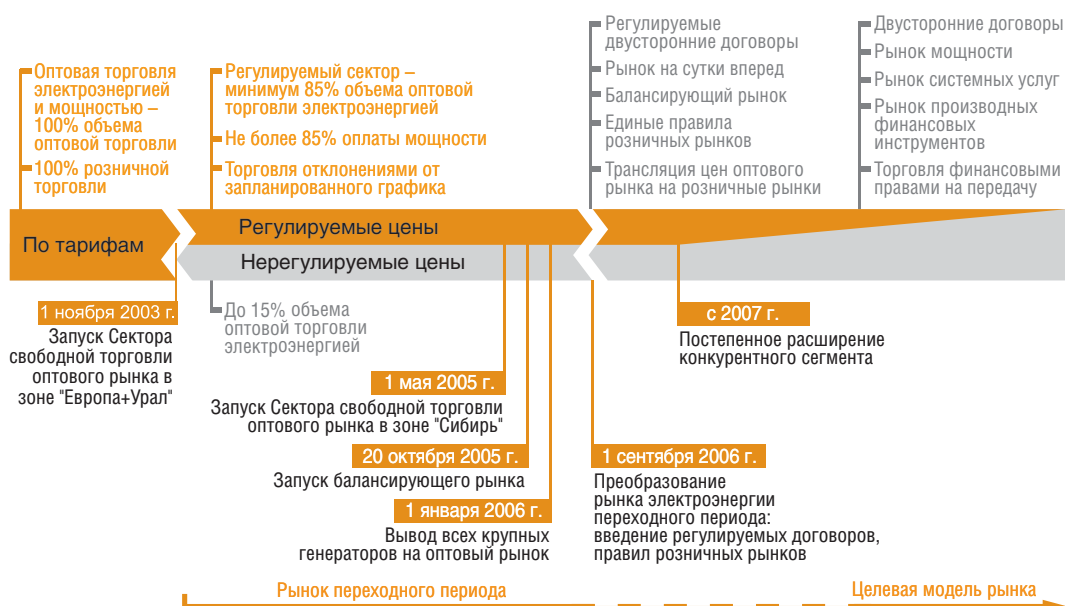 Оптовая торговля
электроэнергией
и мощностью –
100% объема
оптовой торговли
100% розничной
торговли
Регулируемый сектор –
минимум 85% объема оптовой
торговли электроэнергией
Не более 85% оплаты мощности
Торговля отклонениями от
запланированного графика
Регулируемые
двусторонние договоры
Рынок на сутки вперед
Балансирующий рынок
Единые правила
розничных рынков
Трансляция цен оптового
рынка на розничные рынки
Двусторонние договоры
Рынок мощности
Рынок системных услуг
Рынок производных
финансовых
инструментов
Торговля финансовыми
правами на передачу
По тарифам
Регулируемые цены
Нерегулируемые цены
1 ноября 2003 г.
Запуск Сектора
свободной торговли
оптового рынка в
зоне "Европа+Урал"
До 15% объема
оптовой торговли
электроэнергией
1 мая 2005 г.
Запуск Сектора свободной торговли
оптового рынка в зоне "Сибирь"
20 октября 2005 г.
Запуск балансирующего рынка
1 января 2006 г.
Вывод всех крупных
генераторов на оптовый рынок
1 сентября 2006 г.
Преобразование
рынка электроэнергии
переходного периода:
введение регулируемых договоров,
правил розничных рынков
с 2007 г.
Постепенное расширение
конкурентного сегмента
Рынок переходного периода
Целевая модель рынка